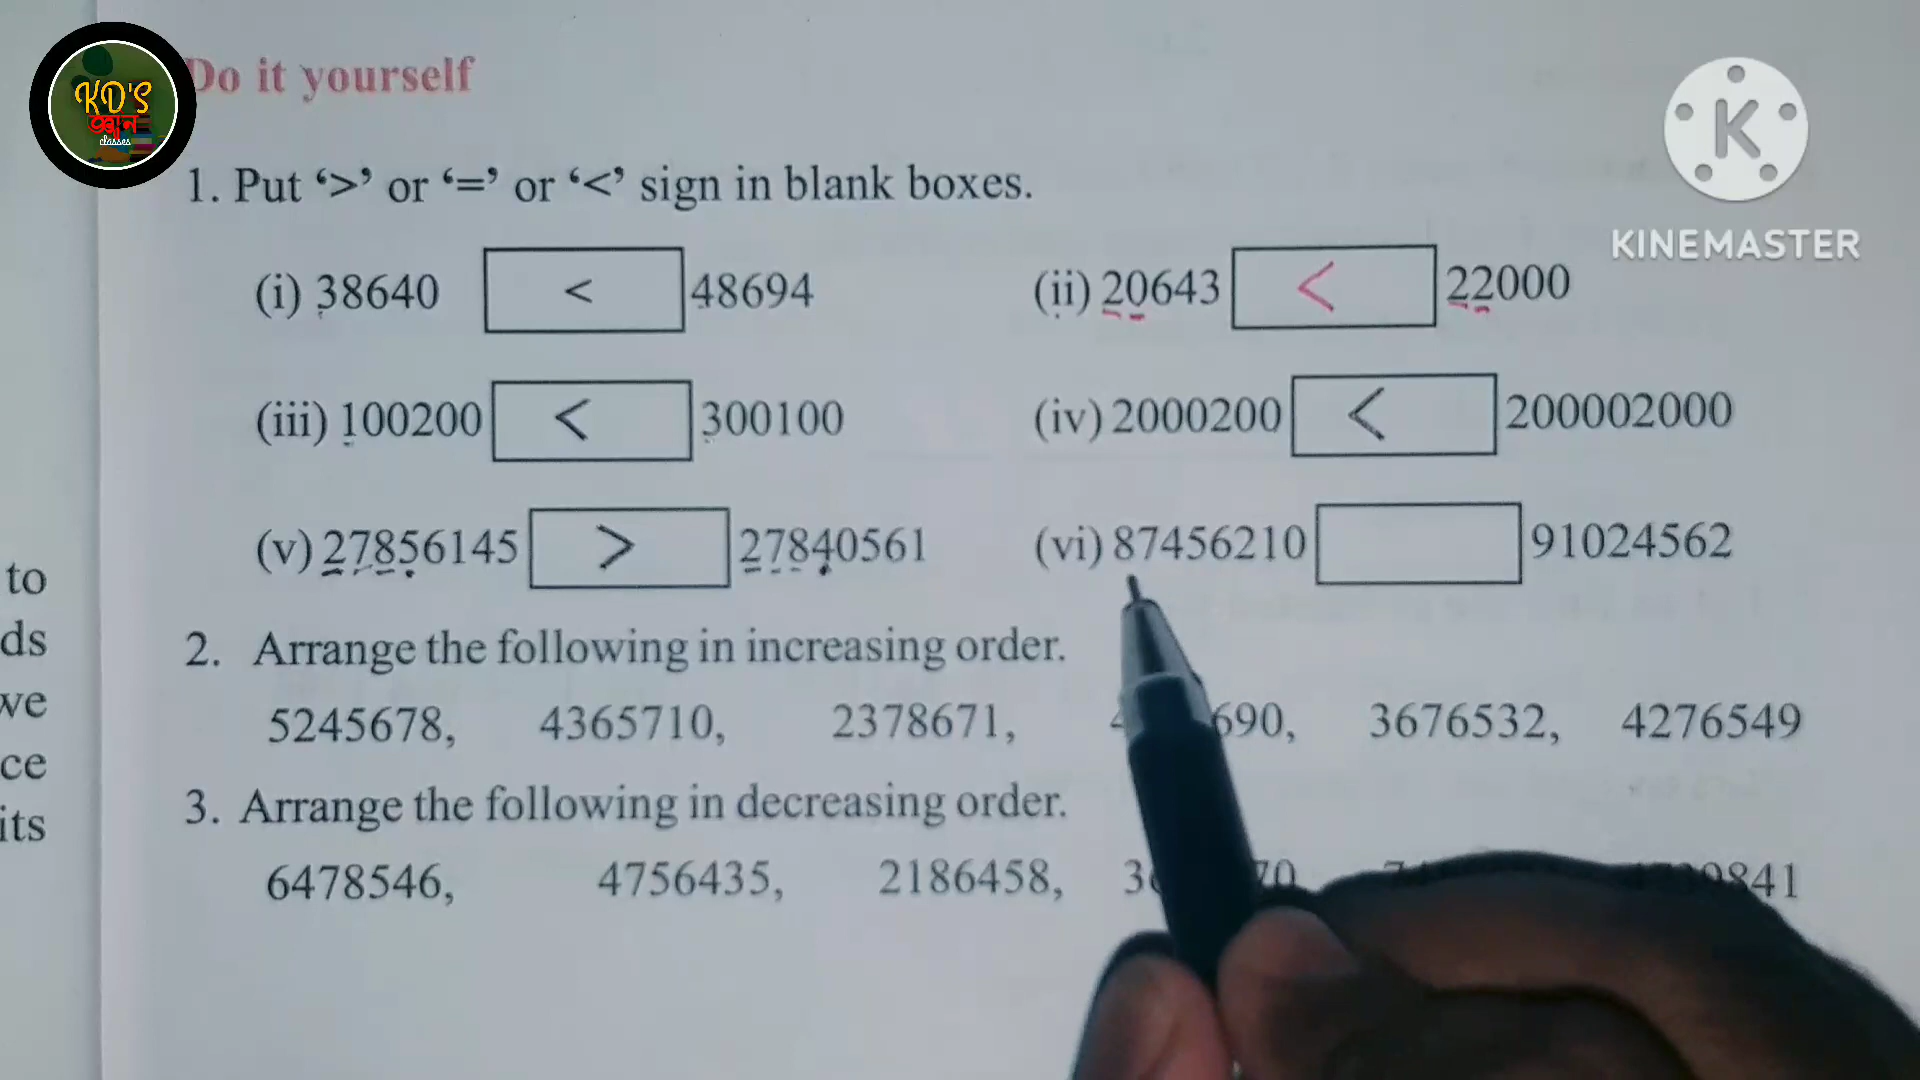 KD'S
জ্ঞান
classes
KINEMASTER
Do it yourself
1. Put ‘>’ or ‘=’ or ‘<’ sign in blank boxes.
(i) 38640 < 48694 (ii) 20643 < 22000
(iii) 100200 < 300100 (iv) 2000200 < 200002000
(v) 27856145 > 27840561 (vi) 87456210 91024562
2. Arrange the following in increasing order.
5245678, 4365710, 2378671, 3676532, 4276549
3. Arrange the following in decreasing order.
6478546, 4756435, 2186458,
to
ds
ve
ce
its